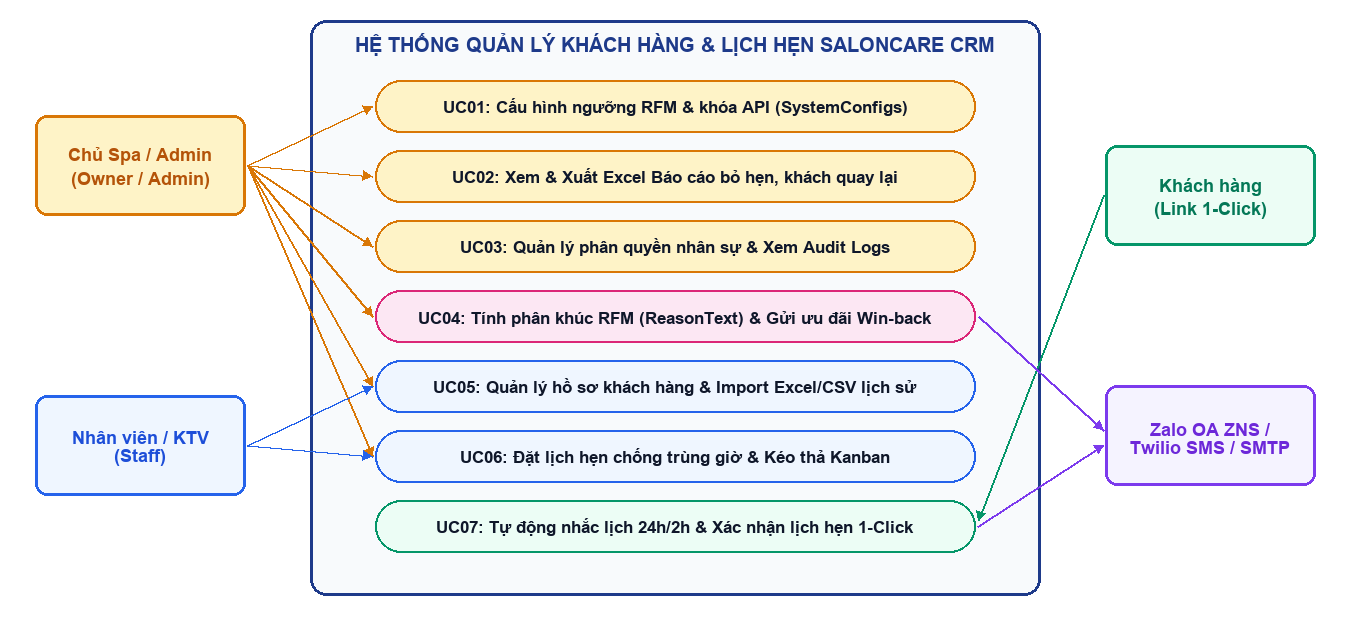 HỆ THỐNG QUẢN LÝ KHÁCH HÀNG & LỊCH HẸN SALONCARE CRM
Chủ Spa / Admin
(Owner / Admin)
Nhân viên / KTV
(Staff)
UC01: Cấu hình ngưỡng RFM & khóa API (SystemConfigs)
UC02: Xem & Xuất Excel Báo cáo bỏ hẹn, khách quay lại
UC03: Quản lý phân quyền nhân sự & Xem Audit Logs
UC04: Tính phân khúc RFM (ReasonText) & Gửi ưu đãi Win-back
UC05: Quản lý hồ sơ khách hàng & Import Excel/CSV lịch sử
UC06: Đặt lịch hẹn chống trùng giờ & Kéo thả Kanban
UC07: Tự động nhắc lịch 24h/2h & Xác nhận lịch hẹn 1-Click
Khách hàng
(Link 1-Click)
Zalo OA ZNS /
Twilio SMS / SMTP